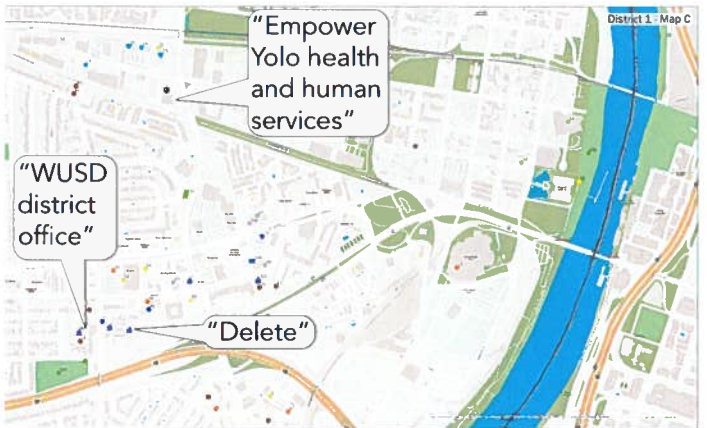 District 1 - Map C
"Empower
Yolo health
and human
services"
"WUSD
district
office"
"Delete"